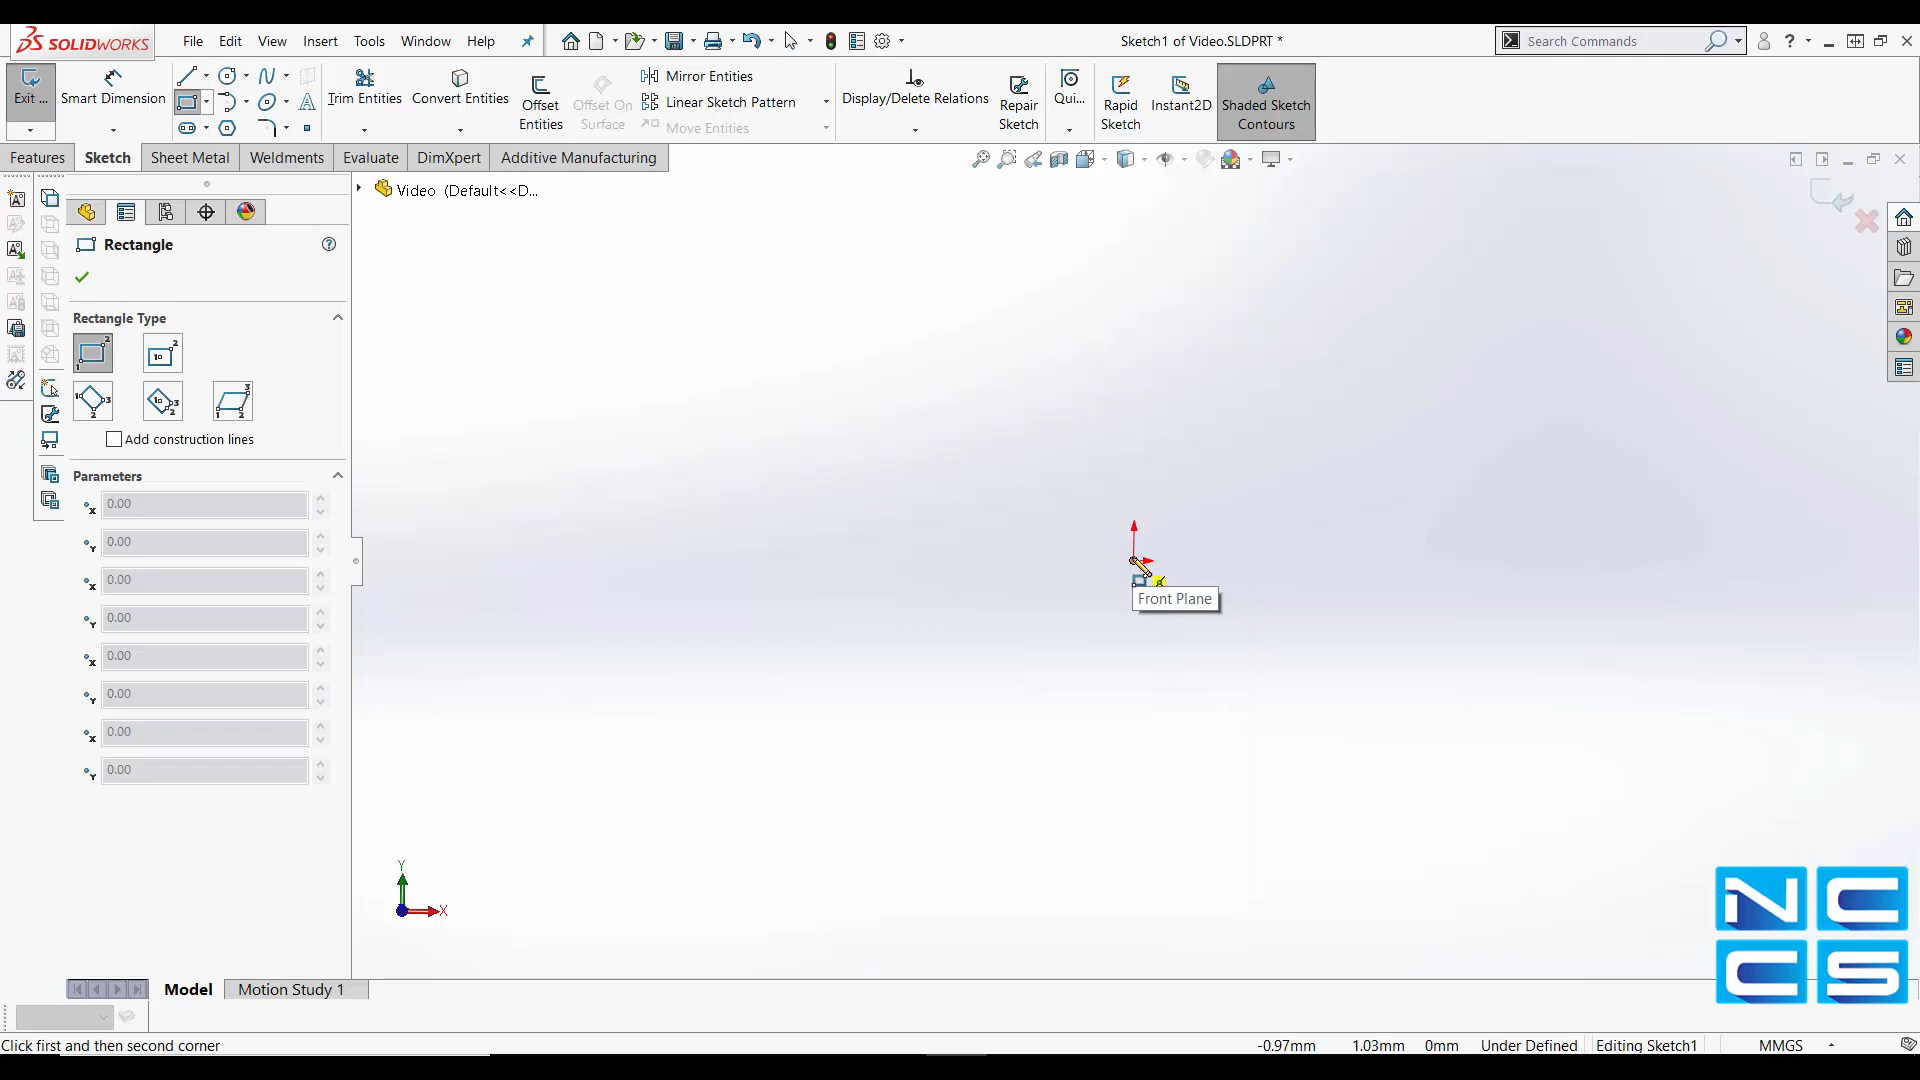 SOLIDWORKS
File Edit View Insert Tools Window Help
Sketch1 of Video.SLDPRT *
Search Commands
Exit ...
Smart Dimension
Trim Entities
Convert Entities
Offset Entities
Offset On Surface
Mirror Entities
Linear Sketch Pattern
Move Entities
Display/Delete Relations
Repair Sketch
Qui...
Rapid Sketch
Instant2D
Shaded Sketch Contours
Features Sketch Sheet Metal Weldments Evaluate DimXpert Additive Manufacturing
Video (Default<<D...
Rectangle
Rectangle Type
Add construction lines
Parameters
X 0.00
Y 0.00
X 0.00
Y 0.00
X 0.00
Y 0.00
X 0.00
Y 0.00
Front Plane
Y
X
NCCS
Model Motion Study 1
Click first and then second corner
-0.97mm 1.03mm 0mm Under Defined Editing Sketch1 MMGS